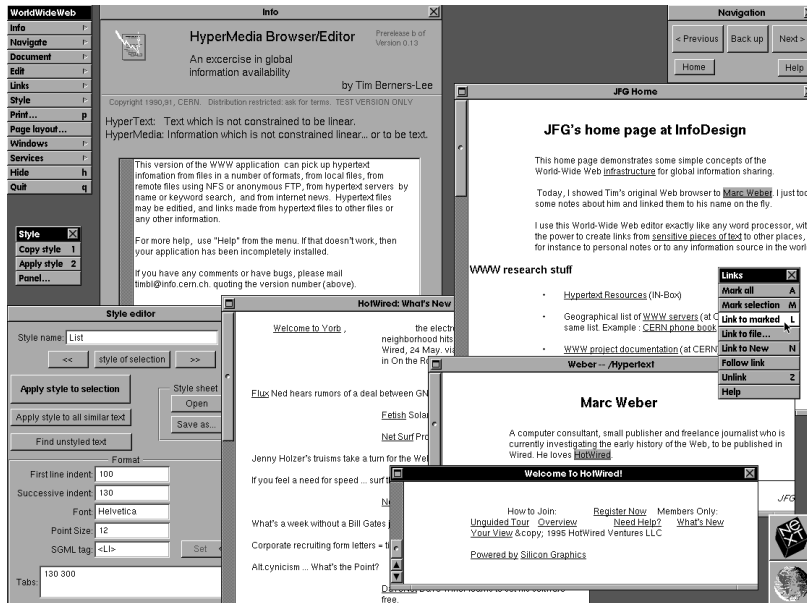 WorldWideWeb
Info
Navigate
Document
Edit
Links
Style
Print... p
Page layout...
Windows
Services
Hide h
Quit q
Info
HyperMedia Browser/Editor
Prerelease b of
Version 0.13
An excercise in global
information availability
by Tim Berners-Lee
Copyright 1990,91, CERN. Distribution restricted: ask for terms. TEST VERSION ONLY
HyperText: Text which is not constrained to be linear.
HyperMedia: Information which is not constrained linear... or to be text.
This version of the WWW application can pick up hypertext
infomation from files in a number of formats, from local files, from
remote files using NFS or anonymous FTP, from hypertext servers by
name or keyword search, and from internet news. Hypertext files
may be editied, and links made from hypertext files to other files or
any other information.
For more help, use "Help" from the menu. If that doesn't work, then
your application has been incompletely installed.
If you have any comments or have bugs, please mail
timbl@info.cern.ch. quoting the version number (above).
Navigation
< Previous Back up Next >
Home Help
Style
Copy style 1
Apply style 2
Panel...
JFG Home
JFG's home page at InfoDesign
This home page demonstrates some simple concepts of the
World-Wide Web infrastructure for global information sharing.
Today, I showed Tim's original Web browser to Marc Weber. I just too
some notes about him and linked them to his name on the fly.
I use this World-Wide Web editor exactly like any word processor, wit
the power to create links from sensitive pieces of text to other places,
for instance to personal notes or to any information source in the worl
WWW research stuff
Hypertext Resources (IN-Box)
Geographical list of WWW servers (at C
same list. Example : CERN phone book
WWW project documentation (at CERN
Links
Mark all A
Mark selection M
Link to marked L
Link to file...
Link to New N
Follow link
Unlink Z
Help
Style editor
Style name: List
<< style of selection >>
Apply style to selection
Apply style to all similar text
Find unstyled text
Style sheet
Open
Save as...
Format
First line indent: 100
Successive indent: 130
Font: Helvetica
Point Size: 12
SGML tag: <LI>
Set
Tabs: 130 300
HotWired: What's New
Welcome to Yorb , the electr
neighborhood hits
Wired, 24 May. via
in On the Ro
Flux Ned hears rumors of a deal between GN
Fetish Sola
Net Surf Pro
Jenny Holzer's truisms take a turn for the We
If you feel a need for speed ... surf t
Ne
What's a week without a Bill Gates j
Corporate recruiting form letters = ti
Alt.cynicism ... What's the Point?
free.
Weber -- /Hypertext
Marc Weber
A computer consultant, small publisher and freelance journalist who is
currently investigating the early history of the Web, to be published in
Wired. He loves HotWired.
JFG
Welcome To HotWired!
How to Join: Register Now Members Only:
Unguided Tour Overview Need Help? What's New
Your View &copy; 1995 HotWired Ventures LLC
Powered by Silicon Graphics
NeXT